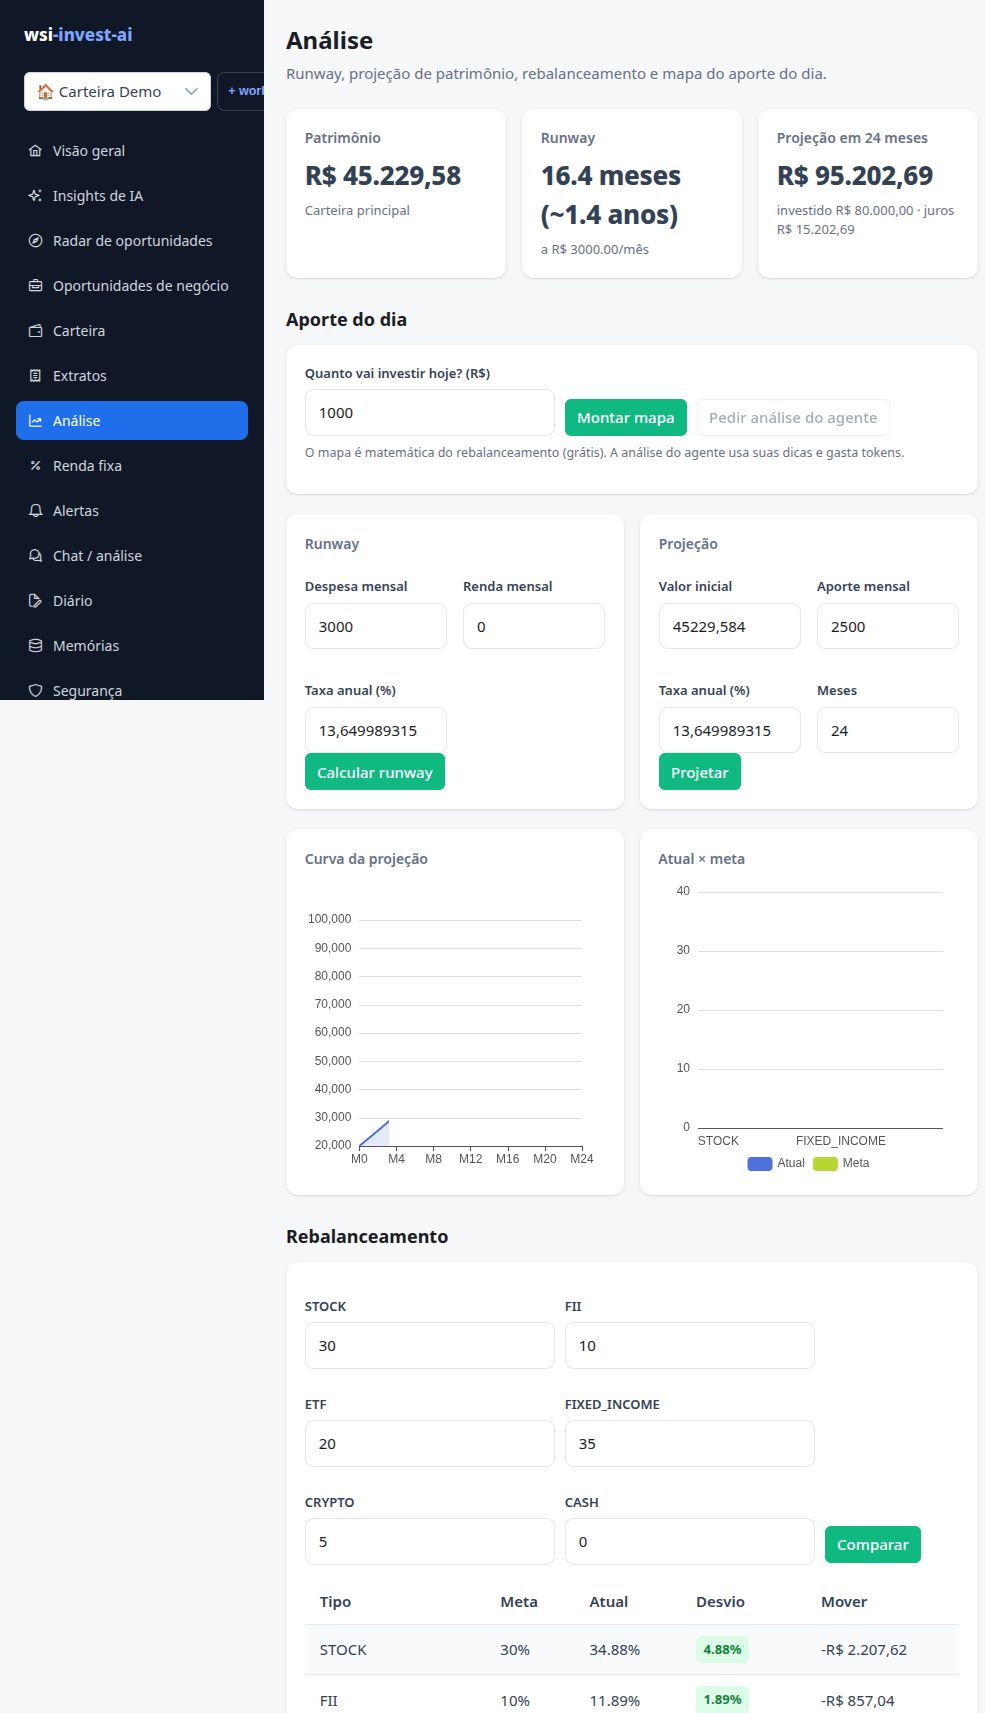 wsi-invest-ai
Carteira Demo
Visão geral
Insights de IA
Radar de oportunidades
Oportunidades de negócio
Carteira
Extratos
Análise
Renda fixa
Alertas
Chat / análise
Diário
Memórias
Segurança
Análise
Runway, projeção de patrimônio, rebalanceamento e mapa do aporte do dia.
Patrimônio
R$ 45.229,58
Carteira principal
Runway
16.4 meses
(~1.4 anos)
a R$ 3000.00/mês
Projeção em 24 meses
R$ 95.202,69
investido R$ 80.000,00 · juros
R$ 15.202,69
Aporte do dia
Quanto vai investir hoje? (R$)
1000
Montar mapa
Pedir análise do agente
O mapa é matemática do rebalanceamento (grátis). A análise do agente usa suas dicas e gasta tokens.
Runway
Despesa mensal
Renda mensal
3000
0
Taxa anual (%)
13,649989315
Calcular runway
Projeção
Valor inicial
Aporte mensal
45229,584
2500
Taxa anual (%)
Meses
13,649989315
24
Projetar
Curva da projeção
100,000
90,000
80,000
70,000
60,000
50,000
40,000
30,000
20,000
M0 M4 M8 M12 M16 M20 M24
Atual × meta
40
30
20
10
0
STOCK FIXED_INCOME
Atual Meta
Rebalanceamento
STOCK
FII
30
10
ETF
FIXED_INCOME
20
35
CRYPTO
CASH
5
0
Comparar
Tipo Meta Atual Desvio Mover
STOCK 30% 34.88% 4.88% -R$ 2.207,62
FII 10% 11.89% 1.89% -R$ 857,04